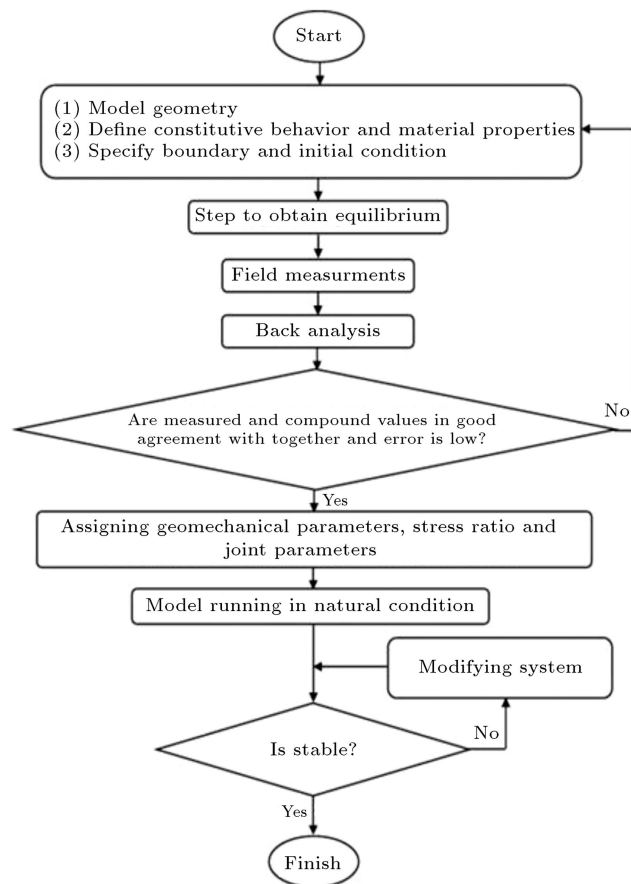 Start
(1) Model geometry
(2) Define constitutive behavior and material properties
(3) Specify boundary and initial condition
Step to obtain equilibrium
Field measurments
Back analysis
Are measured and compound values in good
agreement with together and error is low?
No
Yes
Assigning geomechanical parameters, stress ratio and
joint parameters
Model running in natural condition
Modifying system
Is stable?
No
Yes
Finish